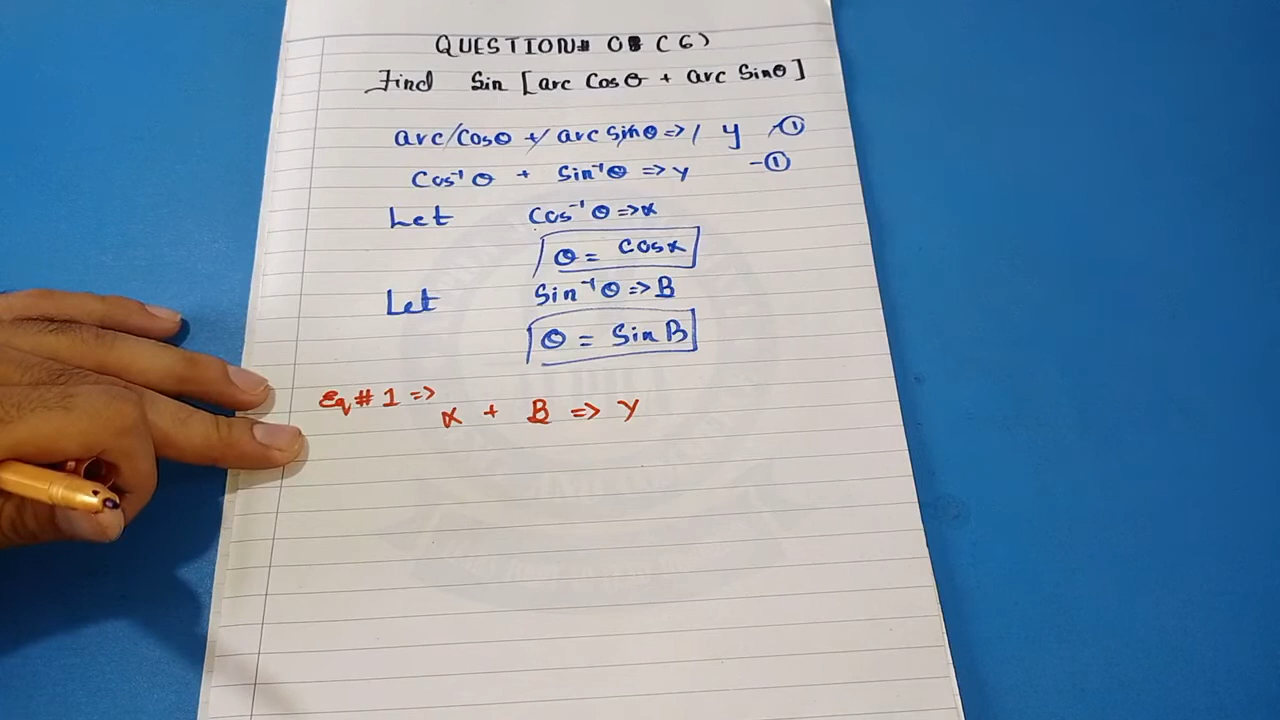 QUESTION# 0 (6)
Find Sin [arc Cosθ + arc Sinθ]
arc/Cosθ + arc sinθ => y -①
Cos⁻¹θ + Sin⁻¹θ => y -①
Let Cos⁻¹θ => α
θ = Cosα
Let Sin⁻¹θ => B
θ = Sin B
Eq # 1 =>
α + B => y